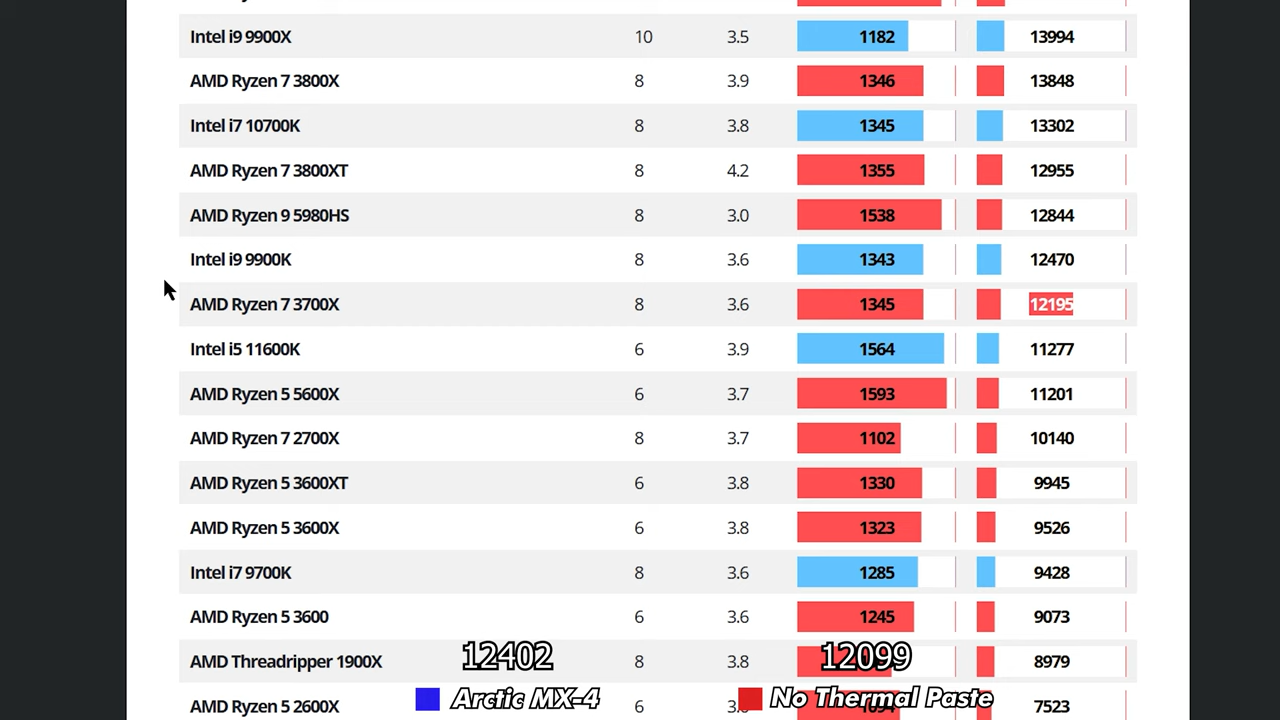 Intel i9 9900X 10 3.5 1182 13994
AMD Ryzen 7 3800X 8 3.9 1346 13848
Intel i7 10700K 8 3.8 1345 13302
AMD Ryzen 7 3800XT 8 4.2 1355 12955
AMD Ryzen 9 5980HS 8 3.0 1538 12844
Intel i9 9900K 8 3.6 1343 12470
AMD Ryzen 7 3700X 8 3.6 1345 12195
Intel i5 11600K 6 3.9 1564 11277
AMD Ryzen 5 5600X 6 3.7 1593 11201
AMD Ryzen 7 2700X 8 3.7 1102 10140
AMD Ryzen 5 3600XT 6 3.8 1330 9945
AMD Ryzen 5 3600X 6 3.8 1323 9526
Intel i7 9700K 8 3.6 1285 9428
AMD Ryzen 5 3600 6 3.6 1245 9073
12402 12099
AMD Threadripper 1900X 8 3.8 8979
Arctic MX-4 No Thermal Paste
AMD Ryzen 5 2600X 6 1094 7523